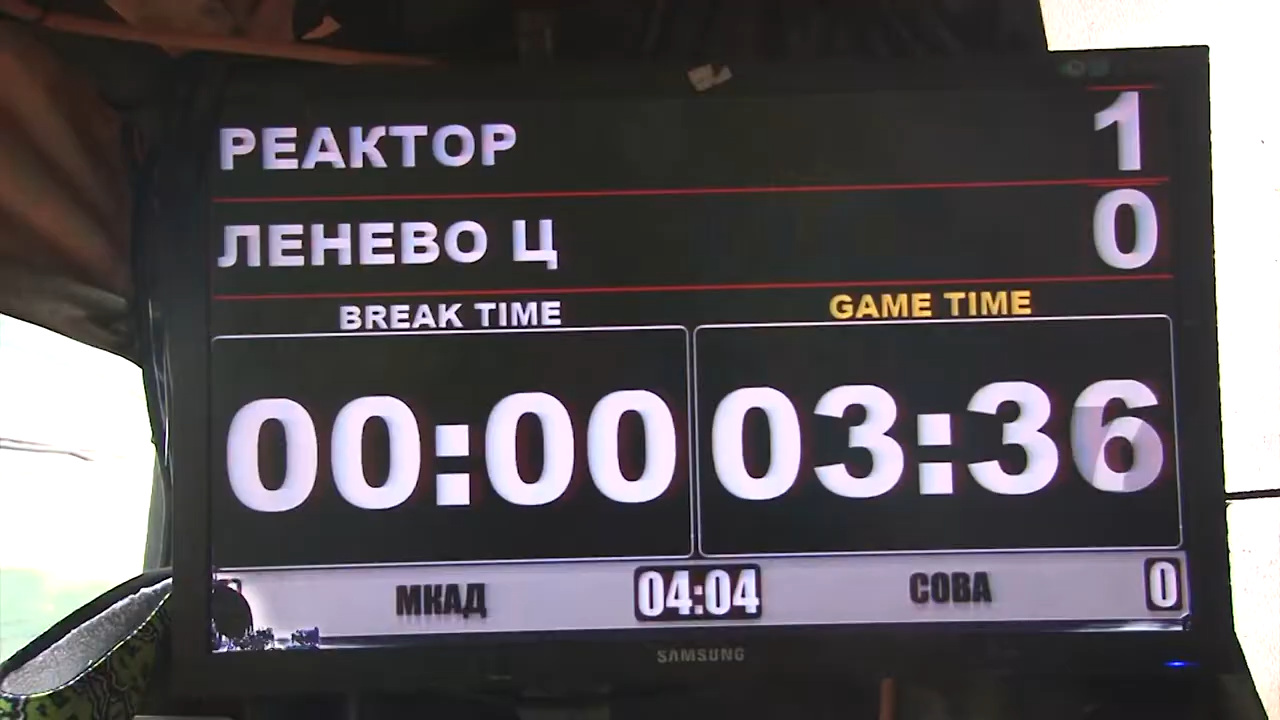 РЕАКТОР 1
ЛЕНЕВО Ц 0
BREAK TIME GAME TIME
00:00 03:36
МКАД 04:04 СОВА 0
SAMSUNG